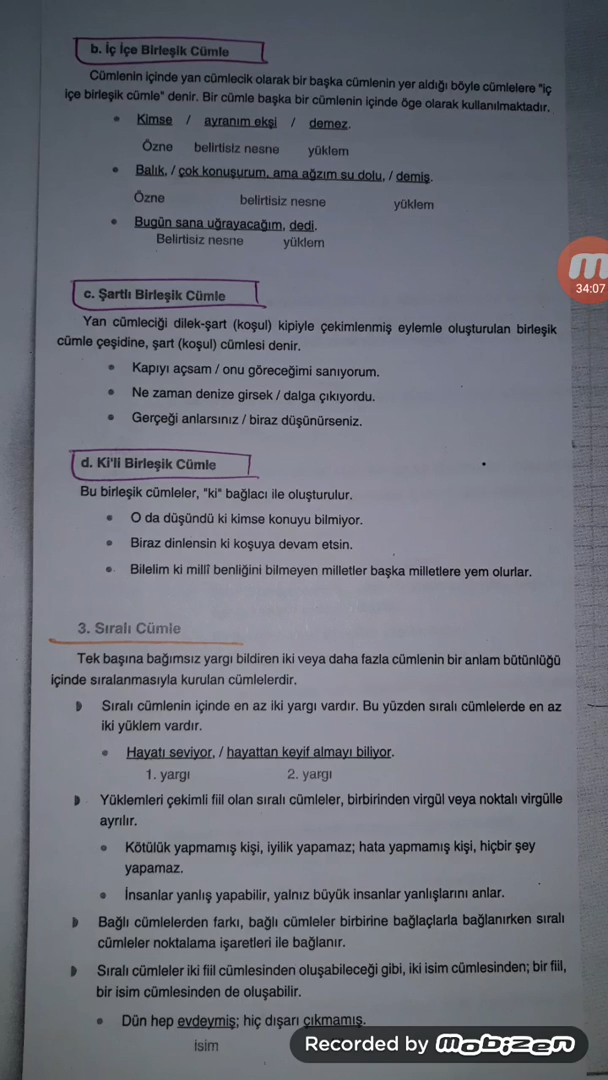 b. İç İçe Birleşik Cümle
Cümlenin içinde yan cümlecik olarak bir başka cümlenin yer aldığı böyle cümlelere "iç
içe birleşik cümle" denir. Bir cümle başka bir cümlenin içinde öge olarak kullanılmaktadır.
• Kimse / ayranım ekşi / demez.
Özne belirtisiz nesne yüklem
• Balık, / çok konuşurum, ama ağzım su dolu, / demiş.
Özne belirtisiz nesne yüklem
• Bugün sana uğrayacağım, dedi.
Belirtisiz nesne yüklem
34:07
c. Şartlı Birleşik Cümle
Yan cümleciği dilek-şart (koşul) kipiyle çekimlenmiş eylemle oluşturulan birleşik
cümle çeşidine, şart (koşul) cümlesi denir.
• Kapıyı açsam / onu göreceğimi sanıyorum.
• Ne zaman denize girsek / dalga çıkıyordu.
• Gerçeği anlarsınız / biraz düşünürseniz.
d. Ki'li Birleşik Cümle
Bu birleşik cümleler, "ki" bağlacı ile oluşturulur.
• O da düşündü ki kimse konuyu bilmiyor.
• Biraz dinlensin ki koşuya devam etsin.
• Bilelim ki millî benliğini bilmeyen milletler başka milletlere yem olurlar.
3. Sıralı Cümle
Tek başına bağımsız yargı bildiren iki veya daha fazla cümlenin bir anlam bütünlüğü
içinde sıralanmasıyla kurulan cümlelerdir.
Sıralı cümlenin içinde en az iki yargı vardır. Bu yüzden sıralı cümlelerde en az
iki yüklem vardır.
• Hayatı seviyor, / hayattan keyif almayı biliyor.
1. yargı 2. yargı
Yüklemleri çekimli fiil olan sıralı cümleler, birbirinden virgül veya noktalı virgülle
ayrılır.
• Kötülük yapmamış kişi, iyilik yapamaz; hata yapmamış kişi, hiçbir şey
yapamaz.
• İnsanlar yanlış yapabilir, yalnız büyük insanlar yanlışlarını anlar.
Bağlı cümlelerden farkı, bağlı cümleler birbirine bağlaçlarla bağlanırken sıralı
cümleler noktalama işaretleri ile bağlanır.
Sıralı cümleler iki fiil cümlesinden oluşabileceği gibi, iki isim cümlesinden; bir fiil,
bir isim cümlesinden de oluşabilir.
• Dün hep evdeymiş; hiç dışarı çıkmamış.
isim
Recorded by mobizen